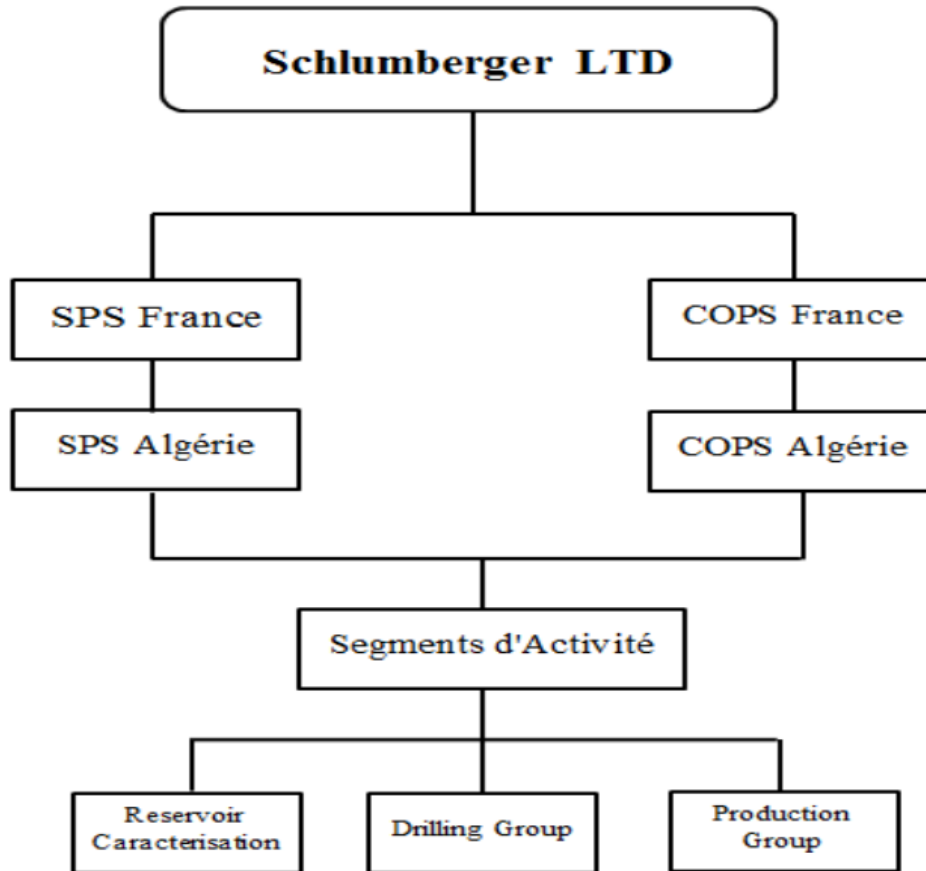 Schlumberger LTD
SPS France
COPS France
SPS Algérie
COPS Algérie
Segments d'Activité
Reservoir
Caracterisation
Drilling Group
Production
Group